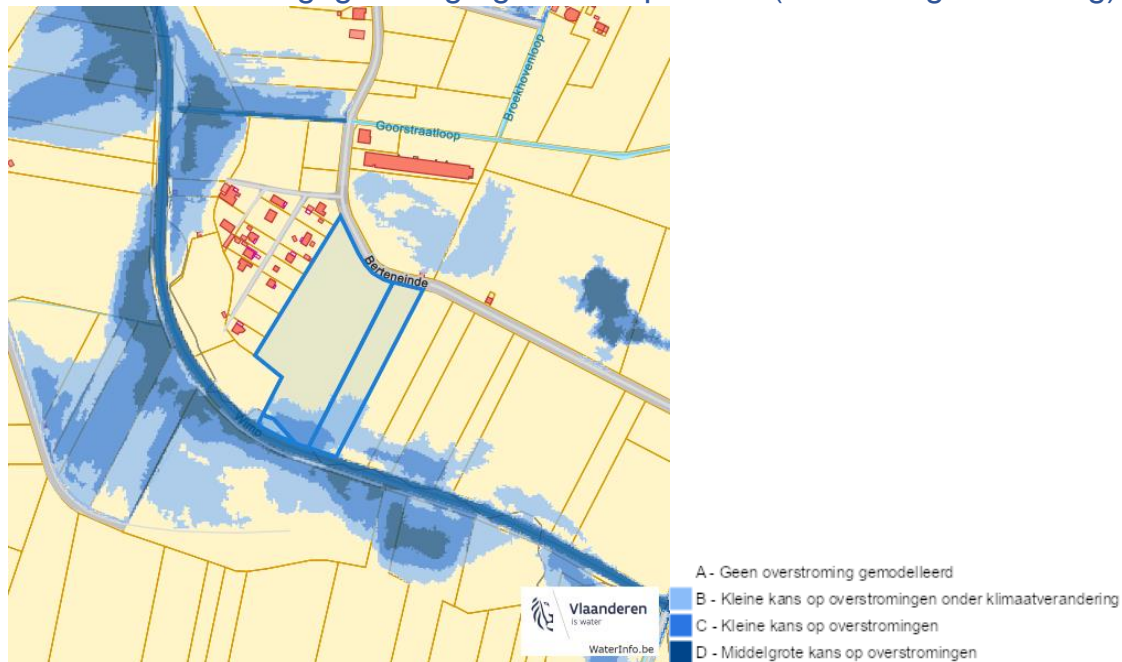 Broekhovenloop
Goorstraatloop
Berteneinde
Wimp
Vlaanderen
is water
WaterInfo.be
A - Geen overstroming gemodelleerd
B - Kleine kans op overstromingen onder klimaatverandering
C - Kleine kans op overstromingen
D - Middelgrote kans op overstromingen